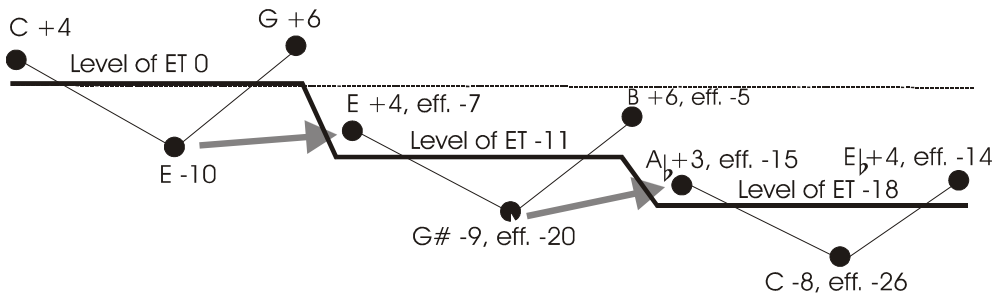 C +4
G +6
Level of ET 0
E -10
E +4, eff. -7
B +6, eff. -5
Level of ET -11
G# -9, eff. -20
A♭+3, eff. -15
E♭+4, eff. -14
Level of ET -18
C -8, eff. -26